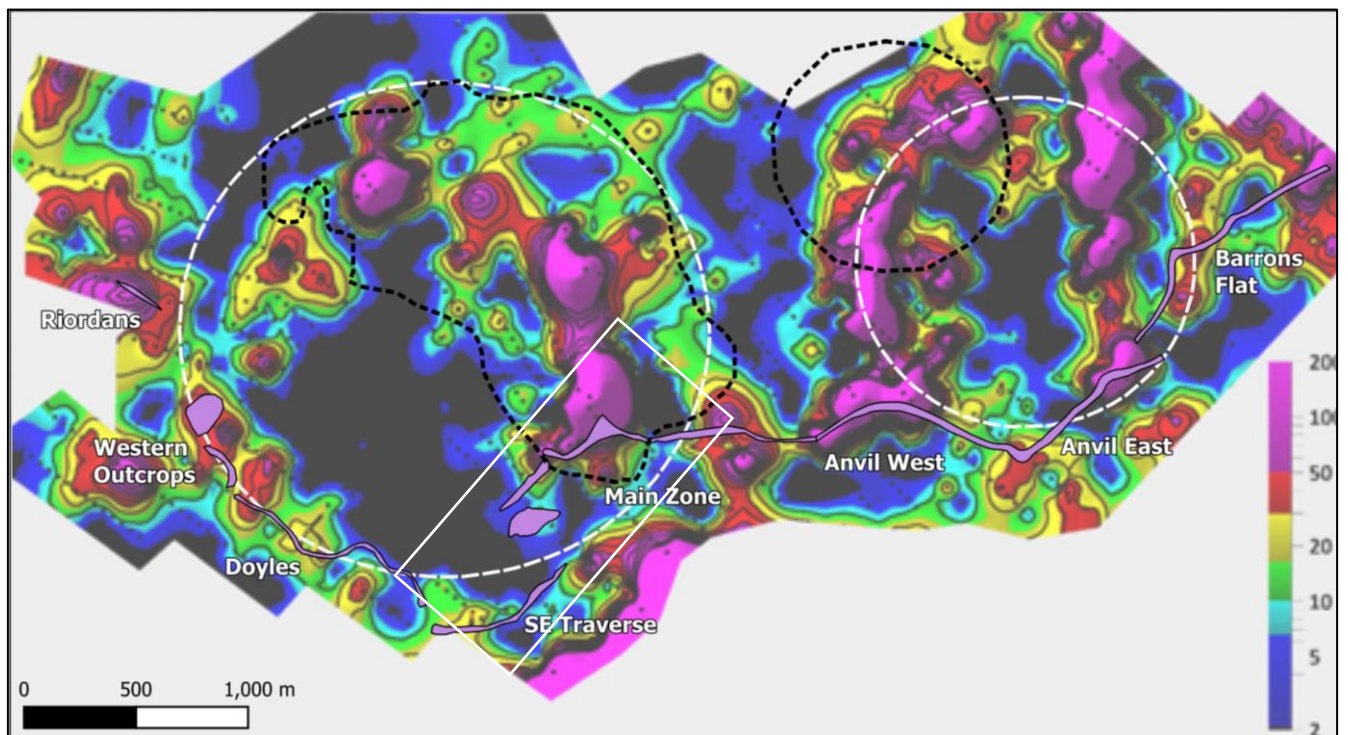 Riordans
Barrons
Flat
Western
Outcrops
Anvil West
Anvil East
Main Zone
Doyles
SE Traverse
0 500 1,000 m
50
20
10
5
2